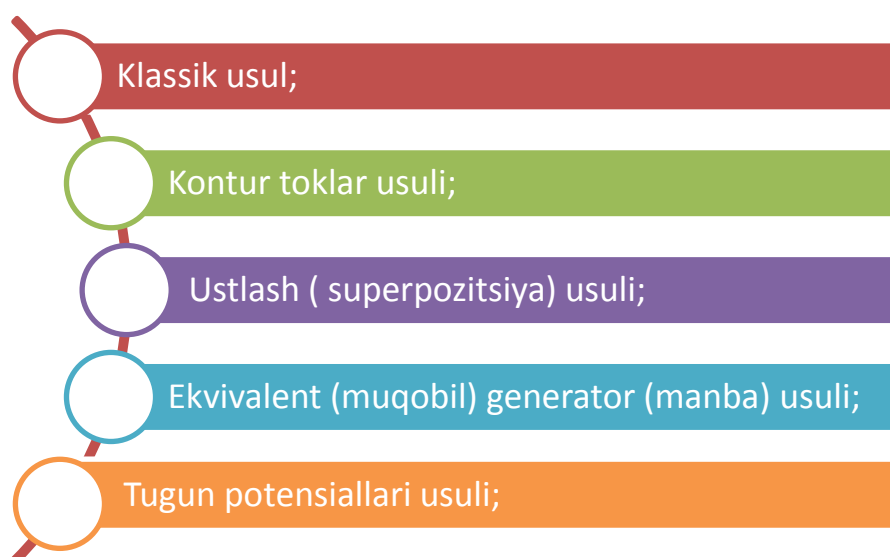 Klassik usul;
Kontur toklar usuli;
Ustlash ( superpozitsiya) usuli;
Ekvivalent (muqobil) generator (manba) usuli;
Tugun potensiallari usuli;